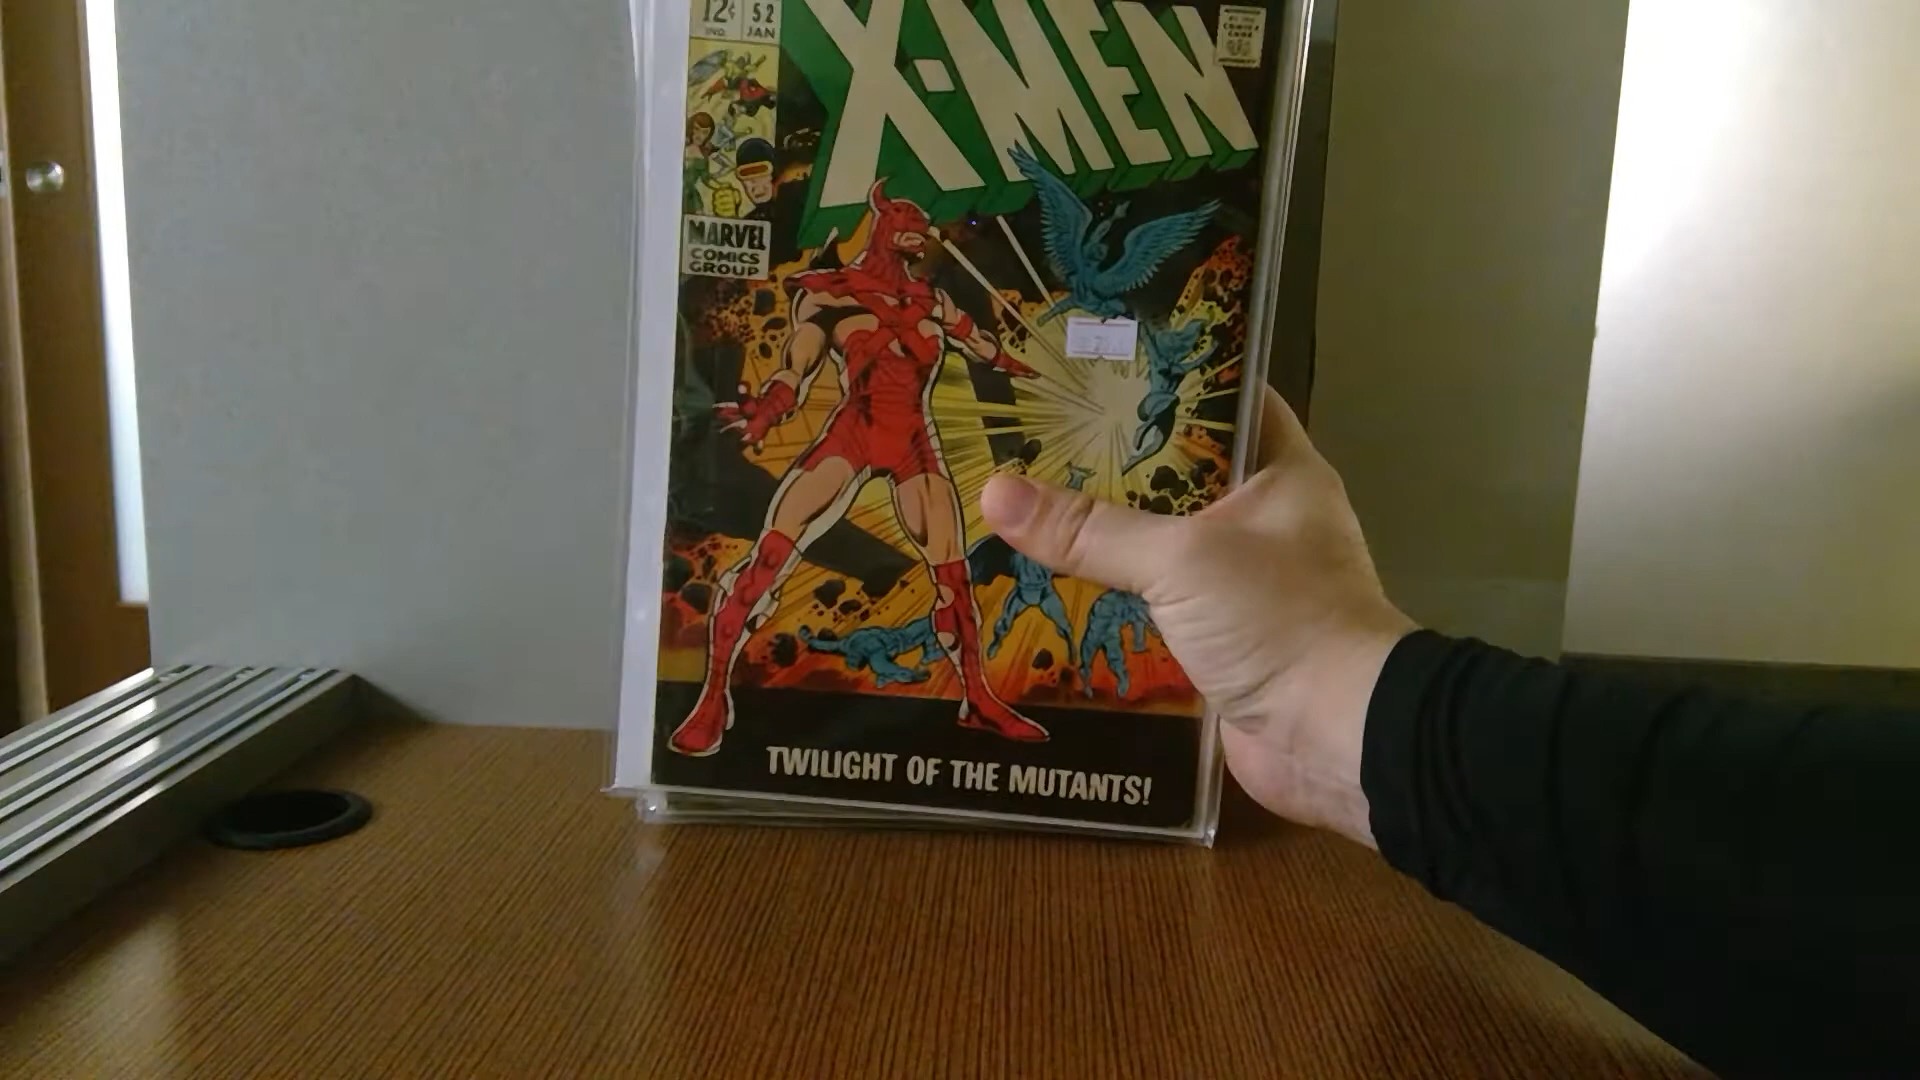 12¢
IND.
52
JAN
X-MEN
MARVEL
COMICS
GROUP
TWILIGHT OF THE MUTANTS!